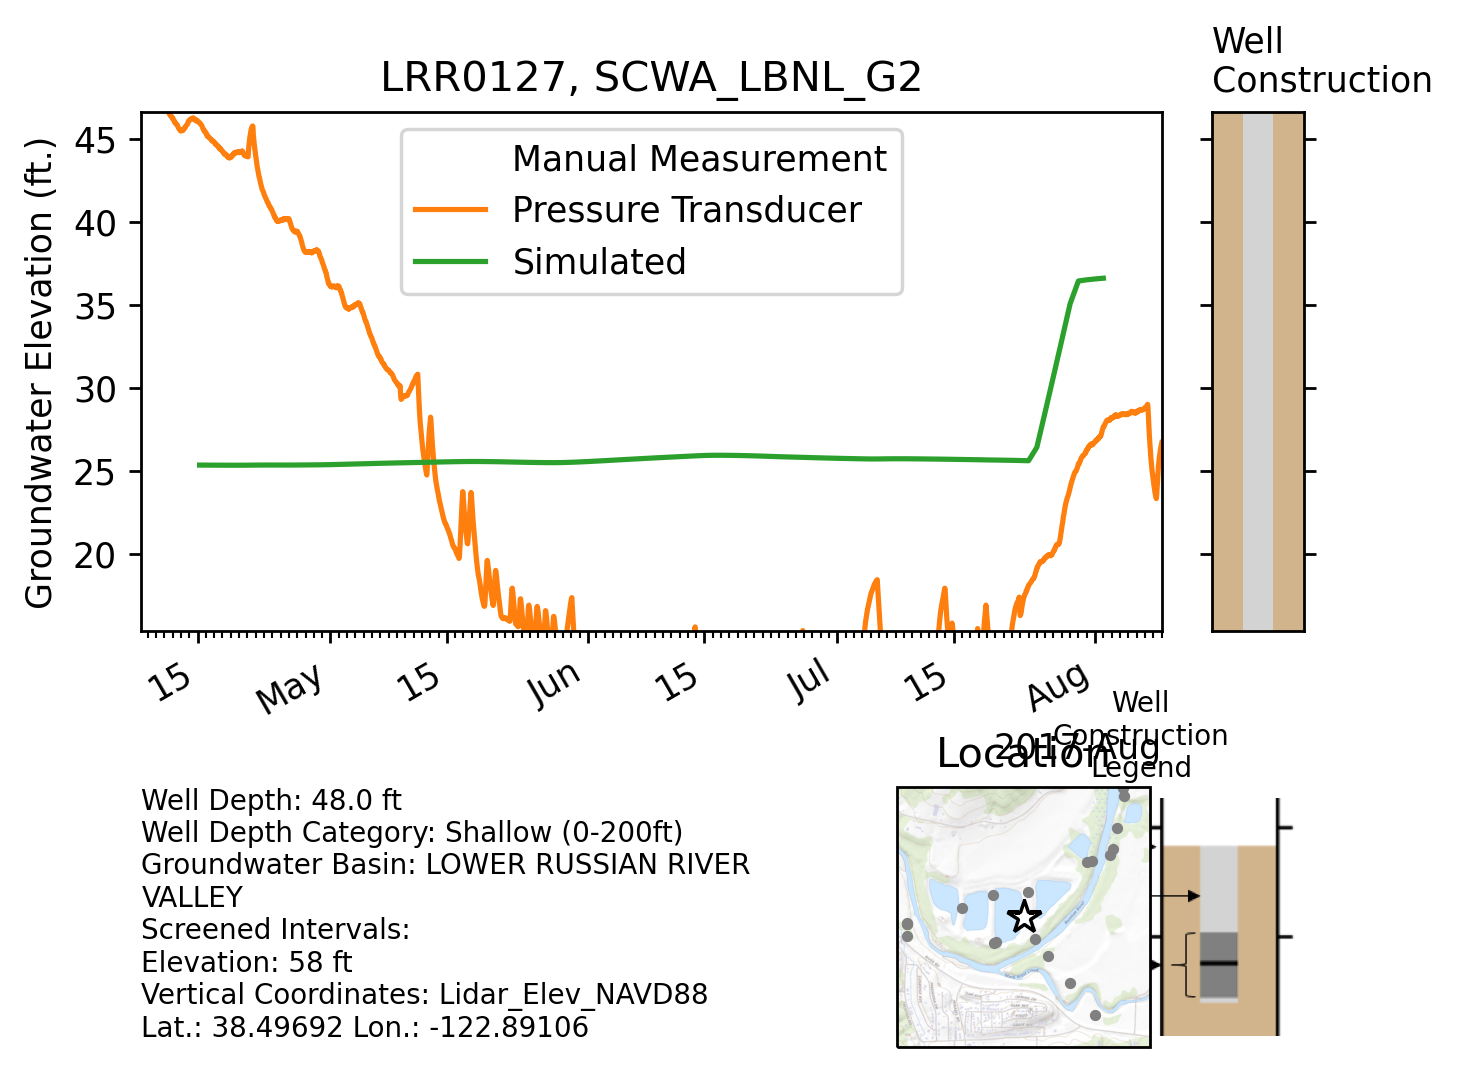 Well
Construction
LRR0127, SCWA_LBNL_G2
Groundwater Elevation (ft.)
45
40
35
30
25
20
Manual Measurement
Pressure Transducer
Simulated
15
May
15
Jun
15
Jul
15
Aug
2017-Aug
Well
Construction
Legend
Location
Well Depth: 48.0 ft
Well Depth Category: Shallow (0-200ft)
Groundwater Basin: LOWER RUSSIAN RIVER
VALLEY
Screened Intervals:
Elevation: 58 ft
Vertical Coordinates: Lidar_Elev_NAVD88
Lat.: 38.49692 Lon.: -122.89106